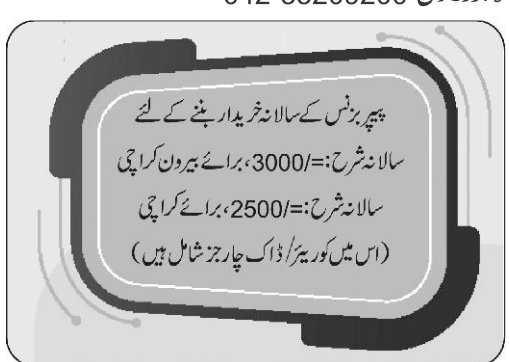 پیپر بزنس کے سالانہ خریدار بننے کے لئے
سالانہ شرح:=/3000، برائے بیرون کراچی
سالانہ شرح:=/2500، برائے کراچی
(اس میں کوریئر/ ڈاک چارجز شامل ہیں)